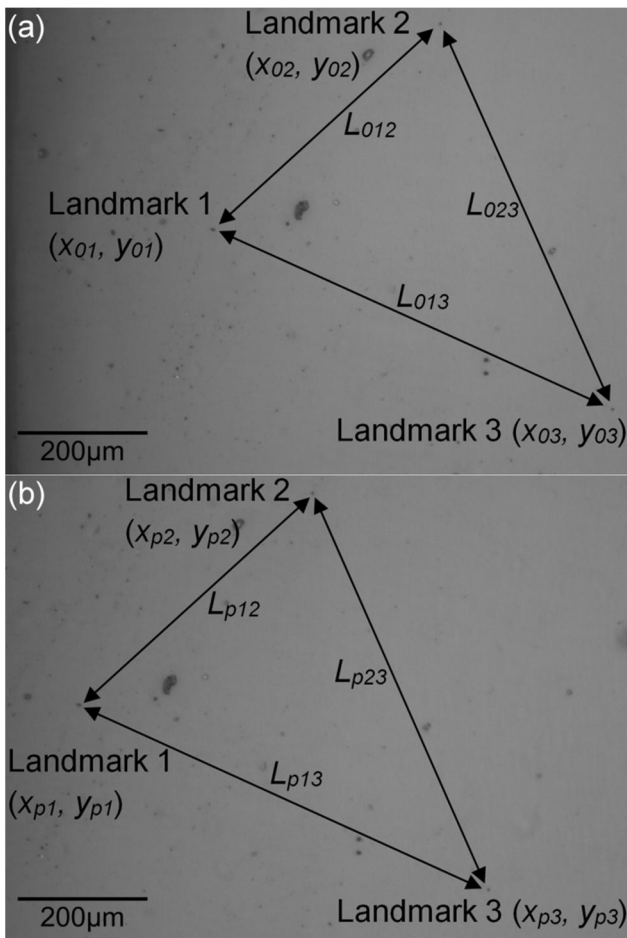 (a)
Landmark 2
(x02, y02)
L012
Landmark 1
(x01, y01)
L023
L013
Landmark 3 (x03, y03)
200μm
(b)
Landmark 2
(xp2, yp2)
Lp12
Lp23
Landmark 1
(xp1, yp1)
Lp13
200μm
Landmark 3 (xp3, yp3)